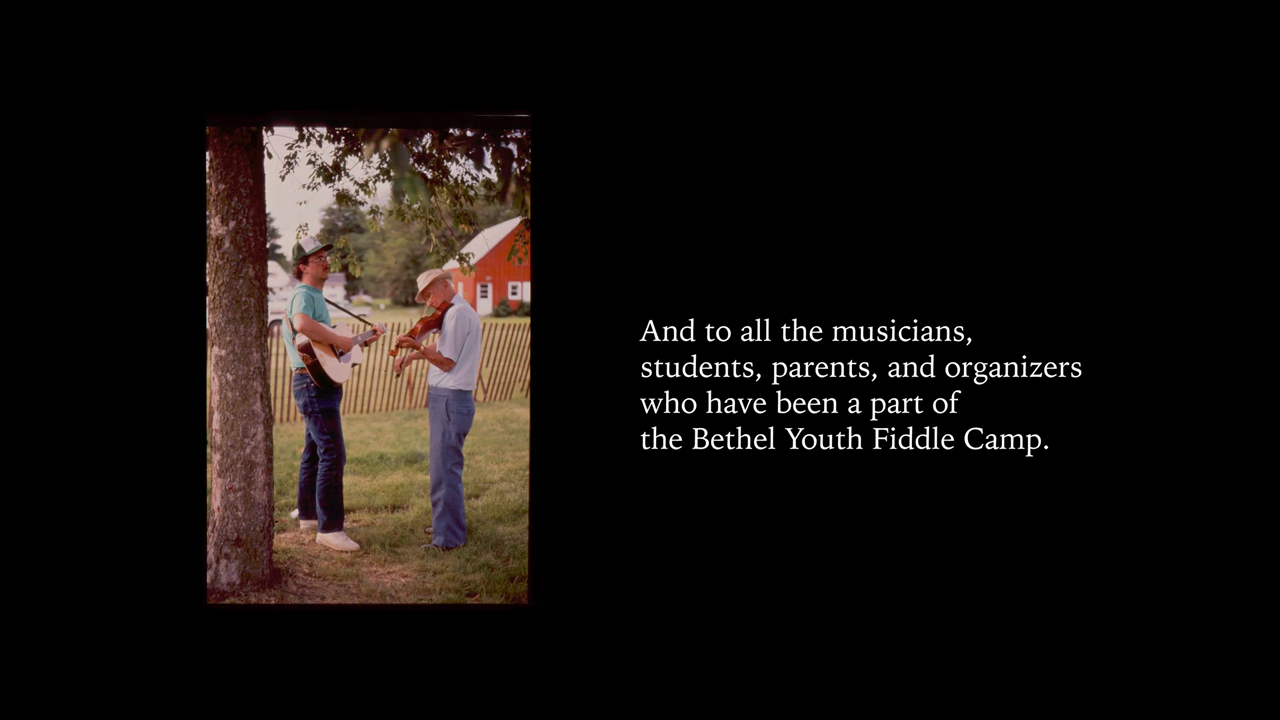 And to all the musicians,
students, parents, and organizers
who have been a part of
the Bethel Youth Fiddle Camp.